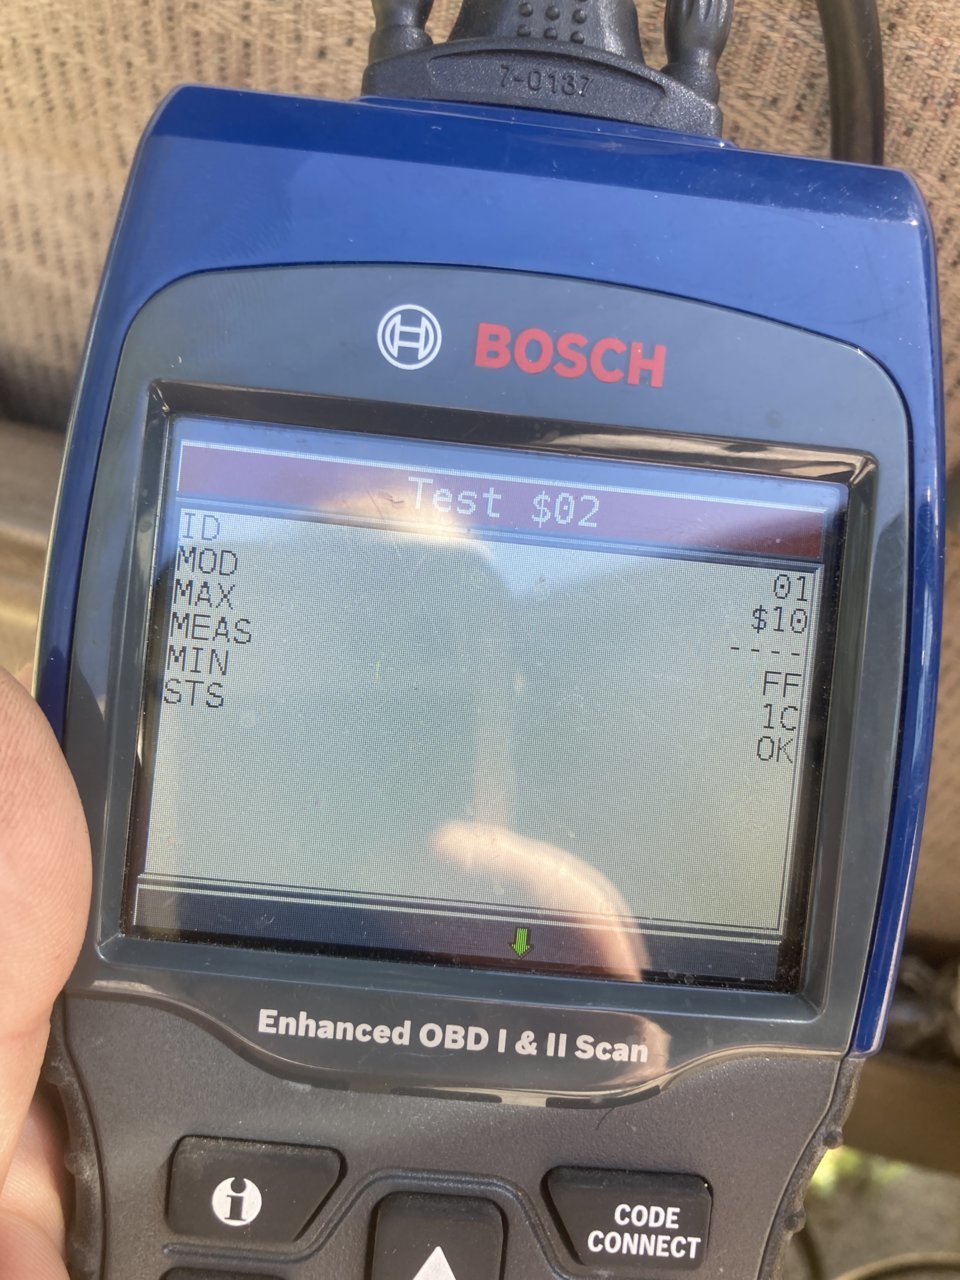 7-0137
BOSCH
Test $02
ID 01
MOD $10
MAX ----
MEAS FF
MIN 1C
STS OK
Enhanced OBD I & II Scan
i
CODE
CONNECT